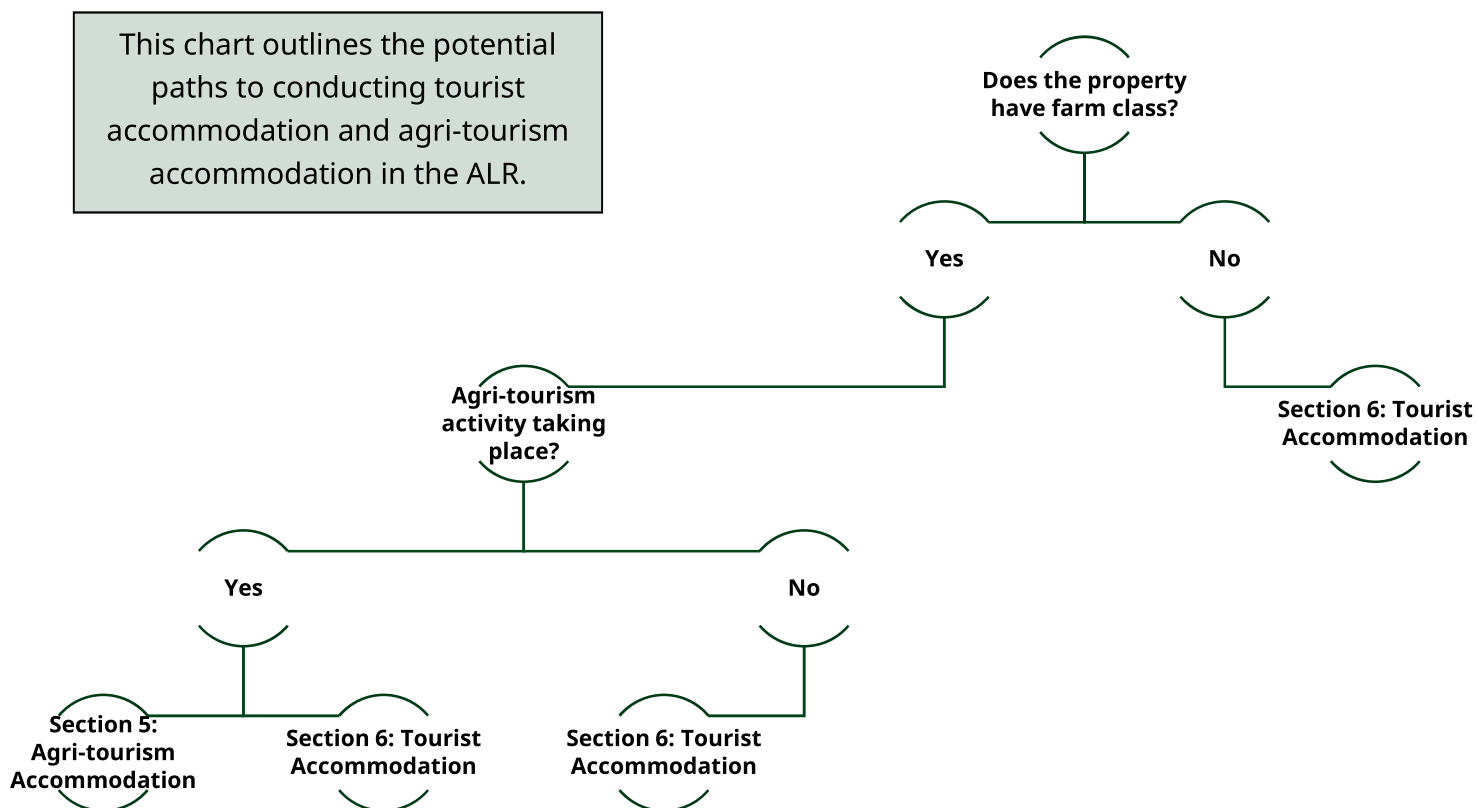 This chart outlines the potential
paths to conducting tourist
accommodation and agri-tourism
accommodation in the ALR.
Does the property
have farm class?
Yes
No
Agri-tourism
activity taking
place?
Section 6: Tourist
Accommodation
Yes
No
Section 5:
Agri-tourism
Accommodation
Section 6: Tourist
Accommodation
Section 6: Tourist
Accommodation